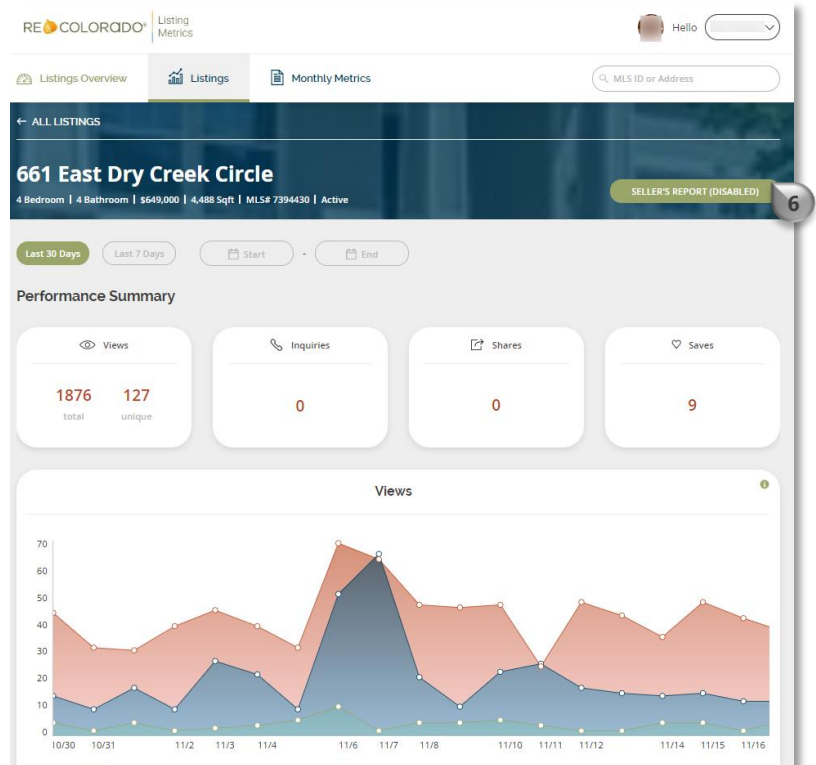 RECOLORADO® Listing Metrics
Hello
Listings Overview Listings Monthly Metrics MLS ID or Address
← ALL LISTINGS
661 East Dry Creek Circle
4 Bedroom | 4 Bathroom | $649,000 | 4,488 Sqft | MLS# 7394430 | Active
SELLER'S REPORT (DISABLED)
6
Last 30 Days Last 7 Days Start - End
Performance Summary
Views Inquiries Shares Saves
1876 127 0 0 9
total unique
Views
70
60
50
40
30
20
10
0
10/30 10/31 11/2 11/3 11/4 11/6 11/7 11/8 11/10 11/11 11/12 11/14 11/15 11/16